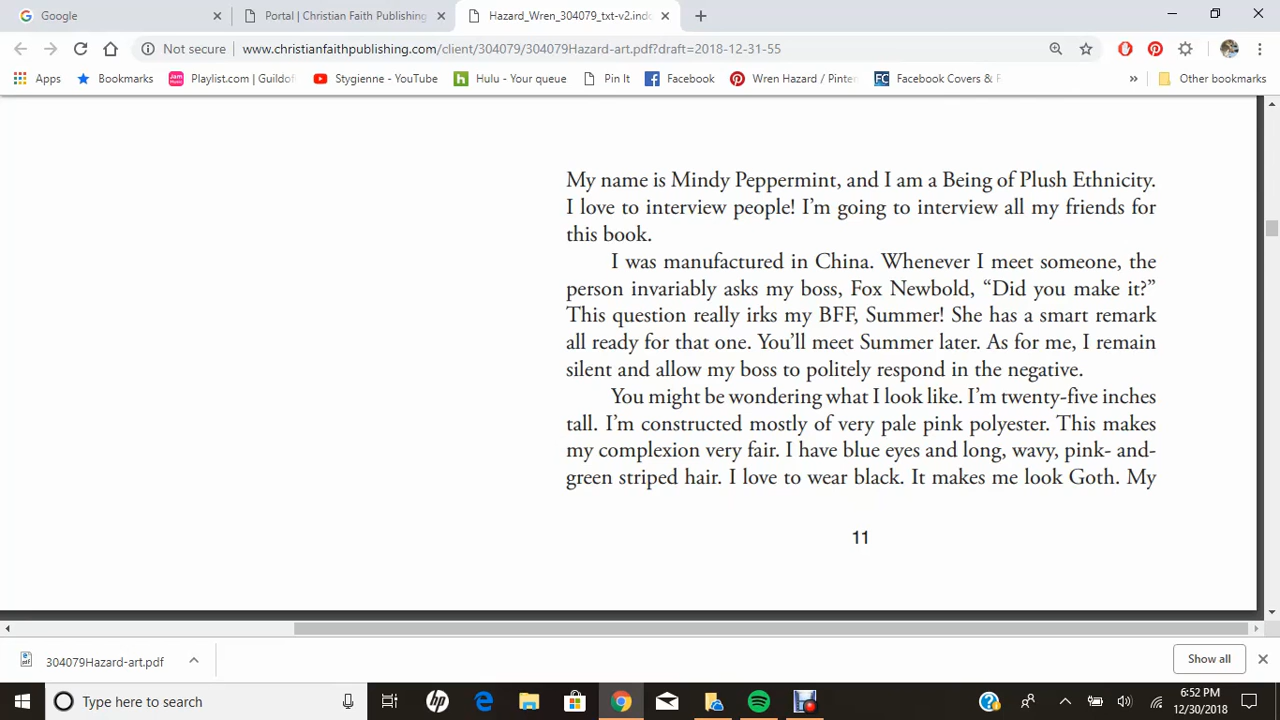 Google
Portal | Christian Faith Publishing
Hazard_Wren_304079_txt-v2.indd
Not secure
www.christianfaithpublishing.com/client/304079/304079Hazard-art.pdf?draft=2018-12-31-55
Apps
Bookmarks
Playlist.com | Guildof
Stygienne - YouTube
Hulu - Your queue
Pin It
Facebook
Wren Hazard / Pinter
Facebook Covers & F
»
Other bookmarks
My name is Mindy Peppermint, and I am a Being of Plush Ethnicity.
I love to interview people! I'm going to interview all my friends for
this book.
I was manufactured in China. Whenever I meet someone, the
person invariably asks my boss, Fox Newbold, "Did you make it?"
This question really irks my BFF, Summer! She has a smart remark
all ready for that one. You'll meet Summer later. As for me, I remain
silent and allow my boss to politely respond in the negative.
You might be wondering what I look like. I'm twenty-five inches
tall. I'm constructed mostly of very pale pink polyester. This makes
my complexion very fair. I have blue eyes and long, wavy, pink- and-
green striped hair. I love to wear black. It makes me look Goth. My
11
304079Hazard-art.pdf
Show all
Type here to search
6:52 PM
12/30/2018